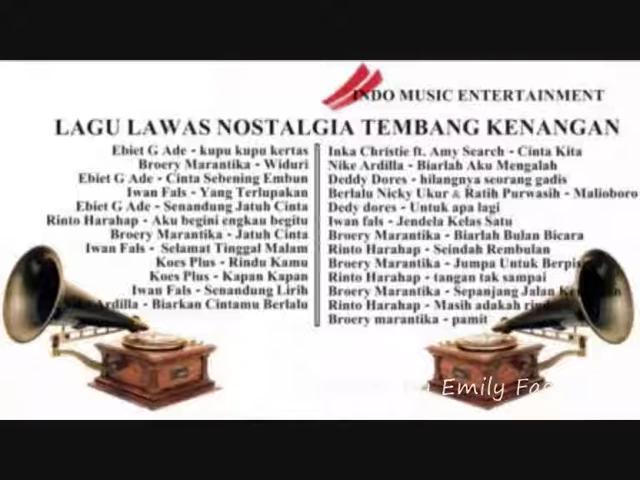 INDO MUSIC ENTERTAINMENT
LAGU LAWAS NOSTALGIA TEMBANG KENANGAN
Ebiet G Ade - kupu kupu kertas
Broery Marantika - Widuri
Ebiet G Ade - Cinta Sebening Embun
Iwan Fals - Yang Terlupakan
Ebiet G Ade - Senandung Jatuh Cinta
Rinto Harahap - Aku begini engkau begitu
Broery Marantika - Jatuh Cinta
Iwan Fals - Selamat Tinggal Malam
Koes Plus - Rindu Kamu
Koes Plus - Kapan Kapan
Iwan Fals - Senandung Lirih
Ardilla - Biarkan Cintamu Berlalu
Inka Christie ft. Amy Search - Cinta Kita
Nike Ardilla - Biarlah Aku Mengalah
Deddy Dores - hilangnya seorang gadis
Berlalu Nicky Ukur & Ratih Purwasih - Malioboro
Dedy dores - Untuk apa lagi
Iwan fals - Jendela Kelas Satu
Broery Marantika - Biarlah Bulan Bicara
Rinto Harahap - Seindah Rembulan
Broery Marantika - Jumpa Untuk Berpis
Rinto Harahap - tangan tak sampai
Broery Marantika - Sepanjang Jalan
Rinto Harahap - Masih adakah
Broery marantika - pamit
Emily